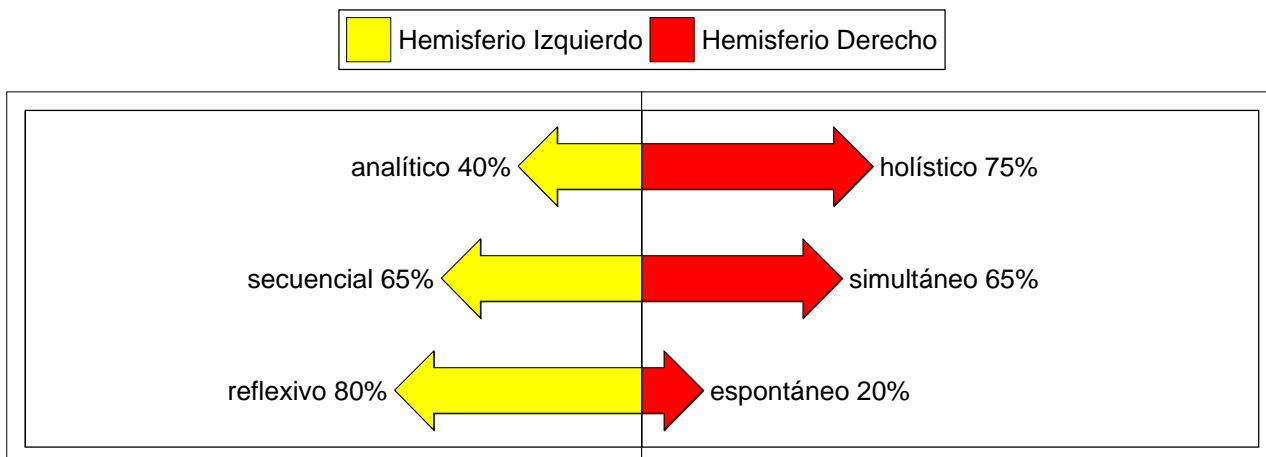 Hemisferio Izquierdo Hemisferio Derecho
analítico 40% holístico 75%
secuencial 65% simultáneo 65%
reflexivo 80% espontáneo 20%